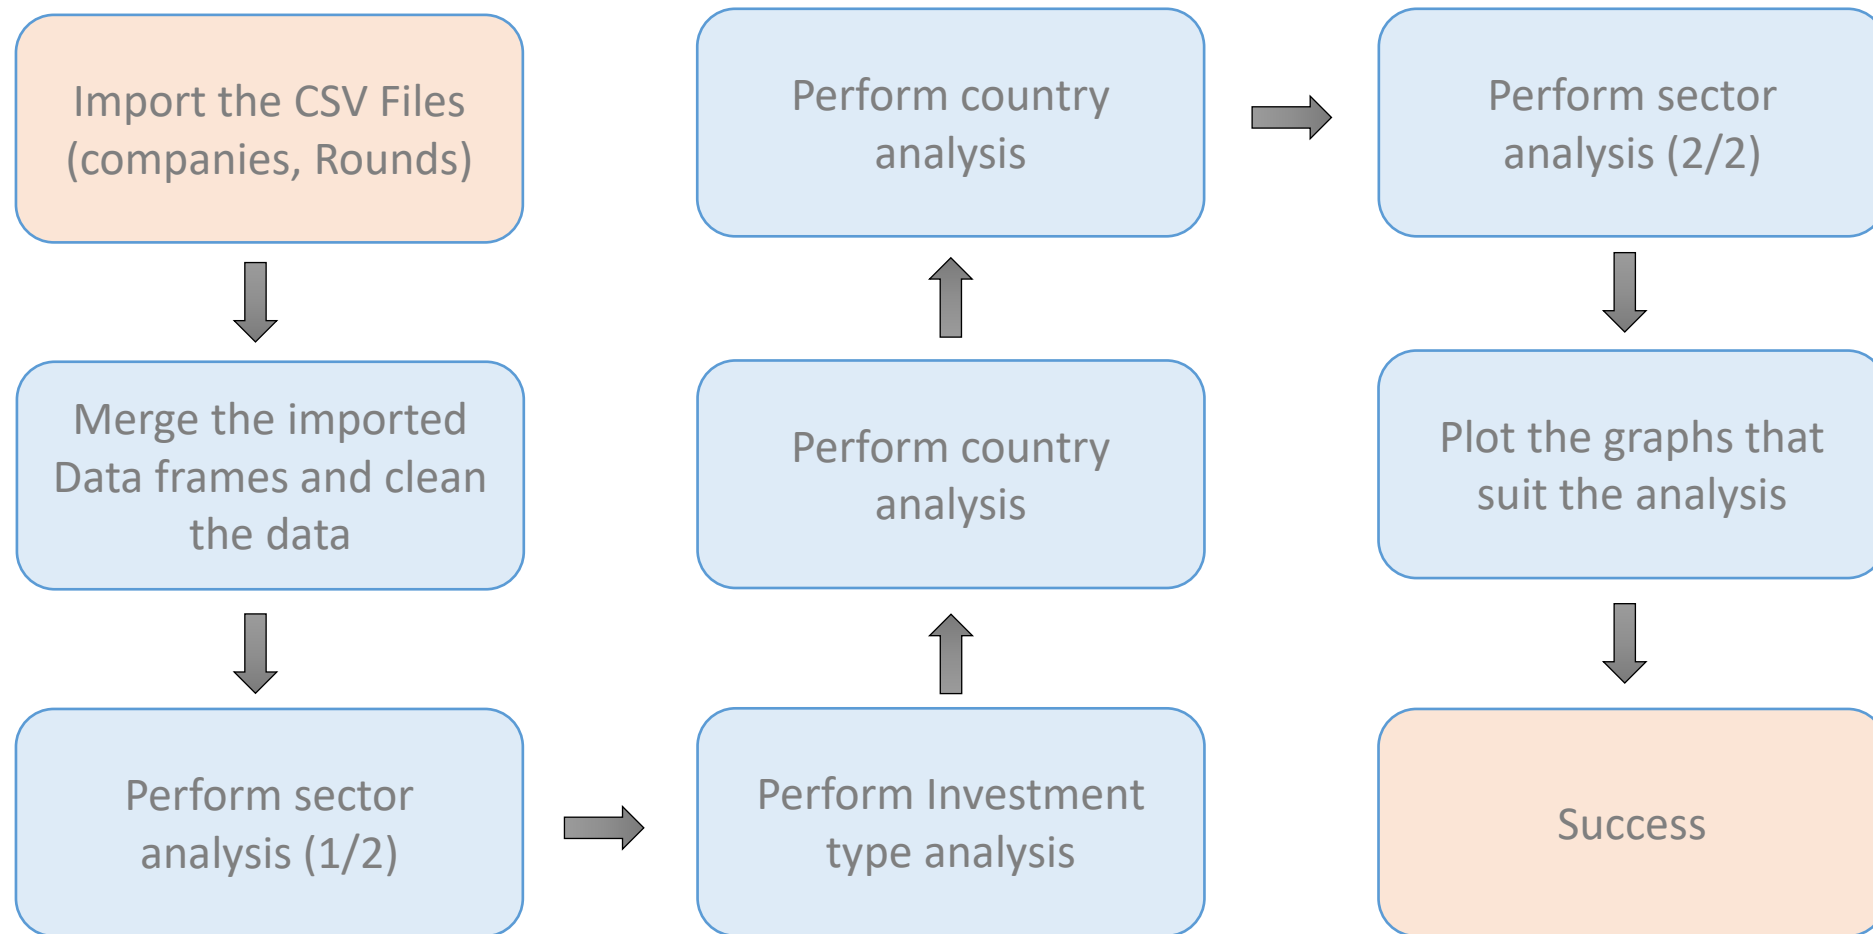 Import the CSV Files
(companies, Rounds)
Merge the imported
Data frames and clean
the data
Perform sector
analysis (1/2)
Perform Investment
type analysis
Perform country
analysis
Perform country
analysis
Perform sector
analysis (2/2)
Plot the graphs that
suit the analysis
Success